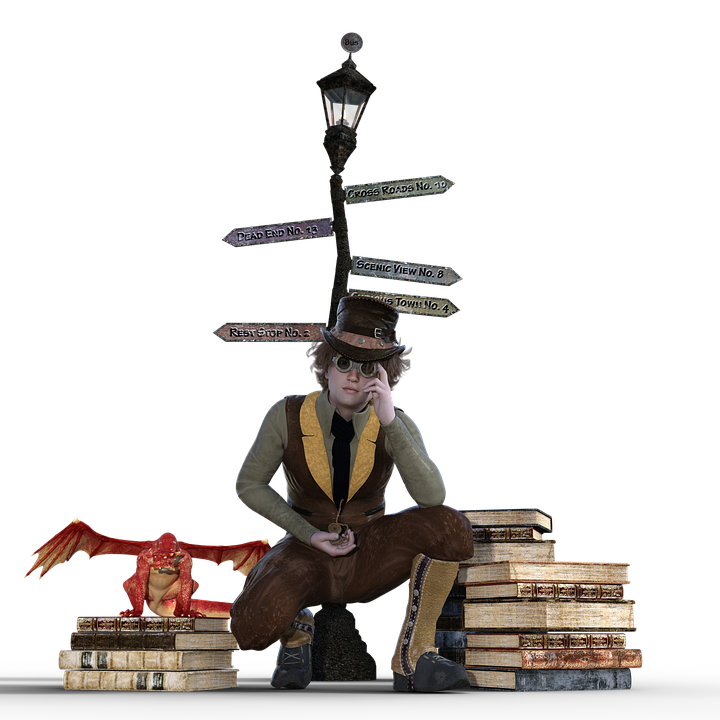 Bus
Cross Roads No. 10
Dead End No. 13
Scenic View No. 8
Town No. 4
Rest Stop No. 2